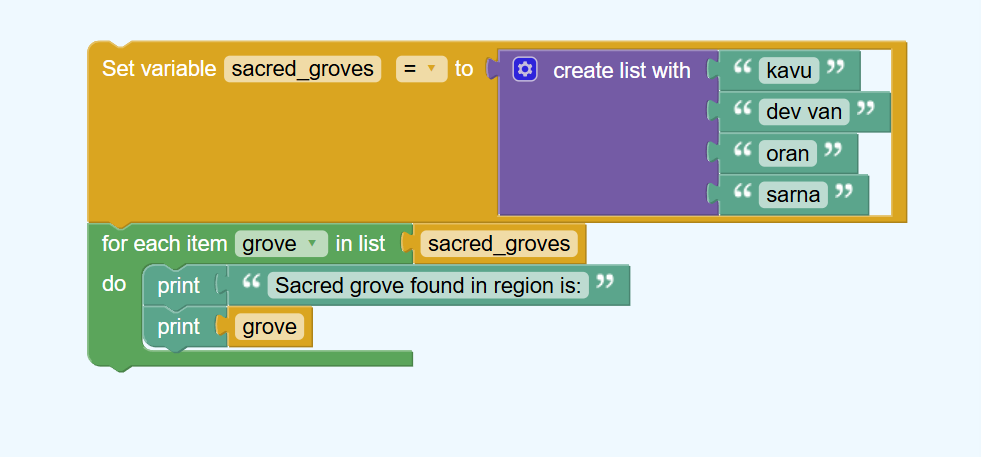 Set variable sacred_groves = to create list with “ kavu ”
“ dev van ”
“ oran ”
“ sarna ”
for each item grove in list sacred_groves
do print “ Sacred grove found in region is: ”
print grove